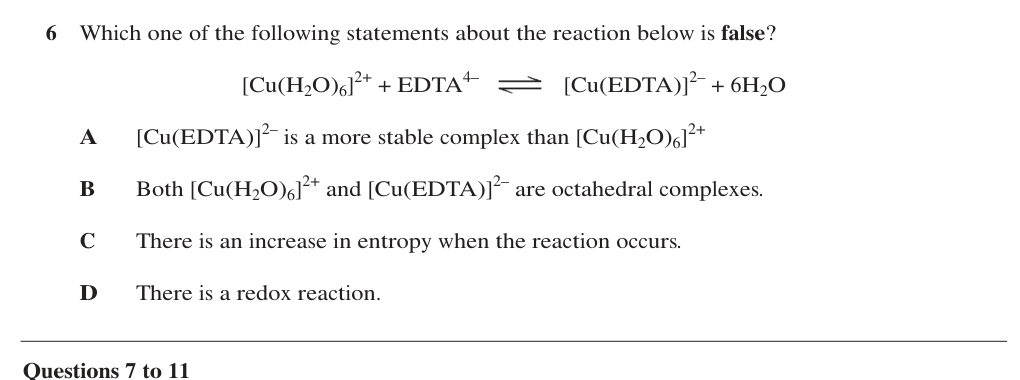 6 Which one of the following statements about the reaction below is false?
[Cu(H₂O)₆]²⁺ + EDTA⁴⁻ ⇌ [Cu(EDTA)]²⁻ + 6H₂O
A [Cu(EDTA)]²⁻ is a more stable complex than [Cu(H₂O)₆]²⁺
B Both [Cu(H₂O)₆]²⁺ and [Cu(EDTA)]²⁻ are octahedral complexes.
C There is an increase in entropy when the reaction occurs.
D There is a redox reaction.
Questions 7 to 11